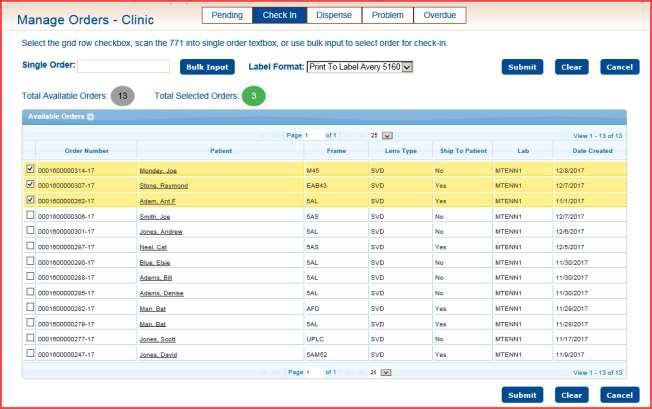 Manage Orders - Clinic
Pending Check In Dispense Problem Overdue
Select the grid row checkbox, scan the 771 into single order textbox, or use bulk input to select order for check-in.
Single Order: Bulk Input Label Format: Print To Label Avery 5160 Submit Clear Cancel
Total Available Orders: 13 Total Selected Orders: 3
Available Orders
Page 1 of 1 25 View 1 - 13 of 13
Order Number Patient Frame Lens Type Ship To Patient Lab Date Created
0001600000314-17 Monday, Joe M45 SVD No MTENN1 12/8/2017
0001600000307-17 Stone, Raymond EAB43 SVD Yes MTENN1 12/7/2017
0001600000262-17 Adam, Ant F 5AL SVD Yes MTENN1 11/1/2017
0001600000306-17 Smith, Joe 5AS SVD No MTENN1 12/7/2017
0001600000301-17 Jones, Andrew 5AL SVD No MTENN1 12/6/2017
0001600000297-17 Neal, Cat 5AS SVD Yes MTENN1 12/5/2017
0001600000290-17 Blue, Elsie 5AL SVD No MTENN1 11/30/2017
0001600000288-17 Adams, Bill 5AL SVD No MTENN1 11/30/2017
0001600000285-17 Adams, Denise 5AL SVD No MTENN1 11/30/2017
0001600000282-17 Man, Bat AFD SVD Yes MTENN1 11/29/2017
0001600000279-17 Man, Bat 5AL SVD Yes MTENN1 11/28/2017
0001600000277-17 Jones, Scott UPLC SVD No MTENN1 11/17/2017
0001600000247-17 Jones, David 5AM52 SVD Yes MTENN1 11/9/2017
Page 1 of 1 25 View 1 - 13 of 13
Submit Clear Cancel